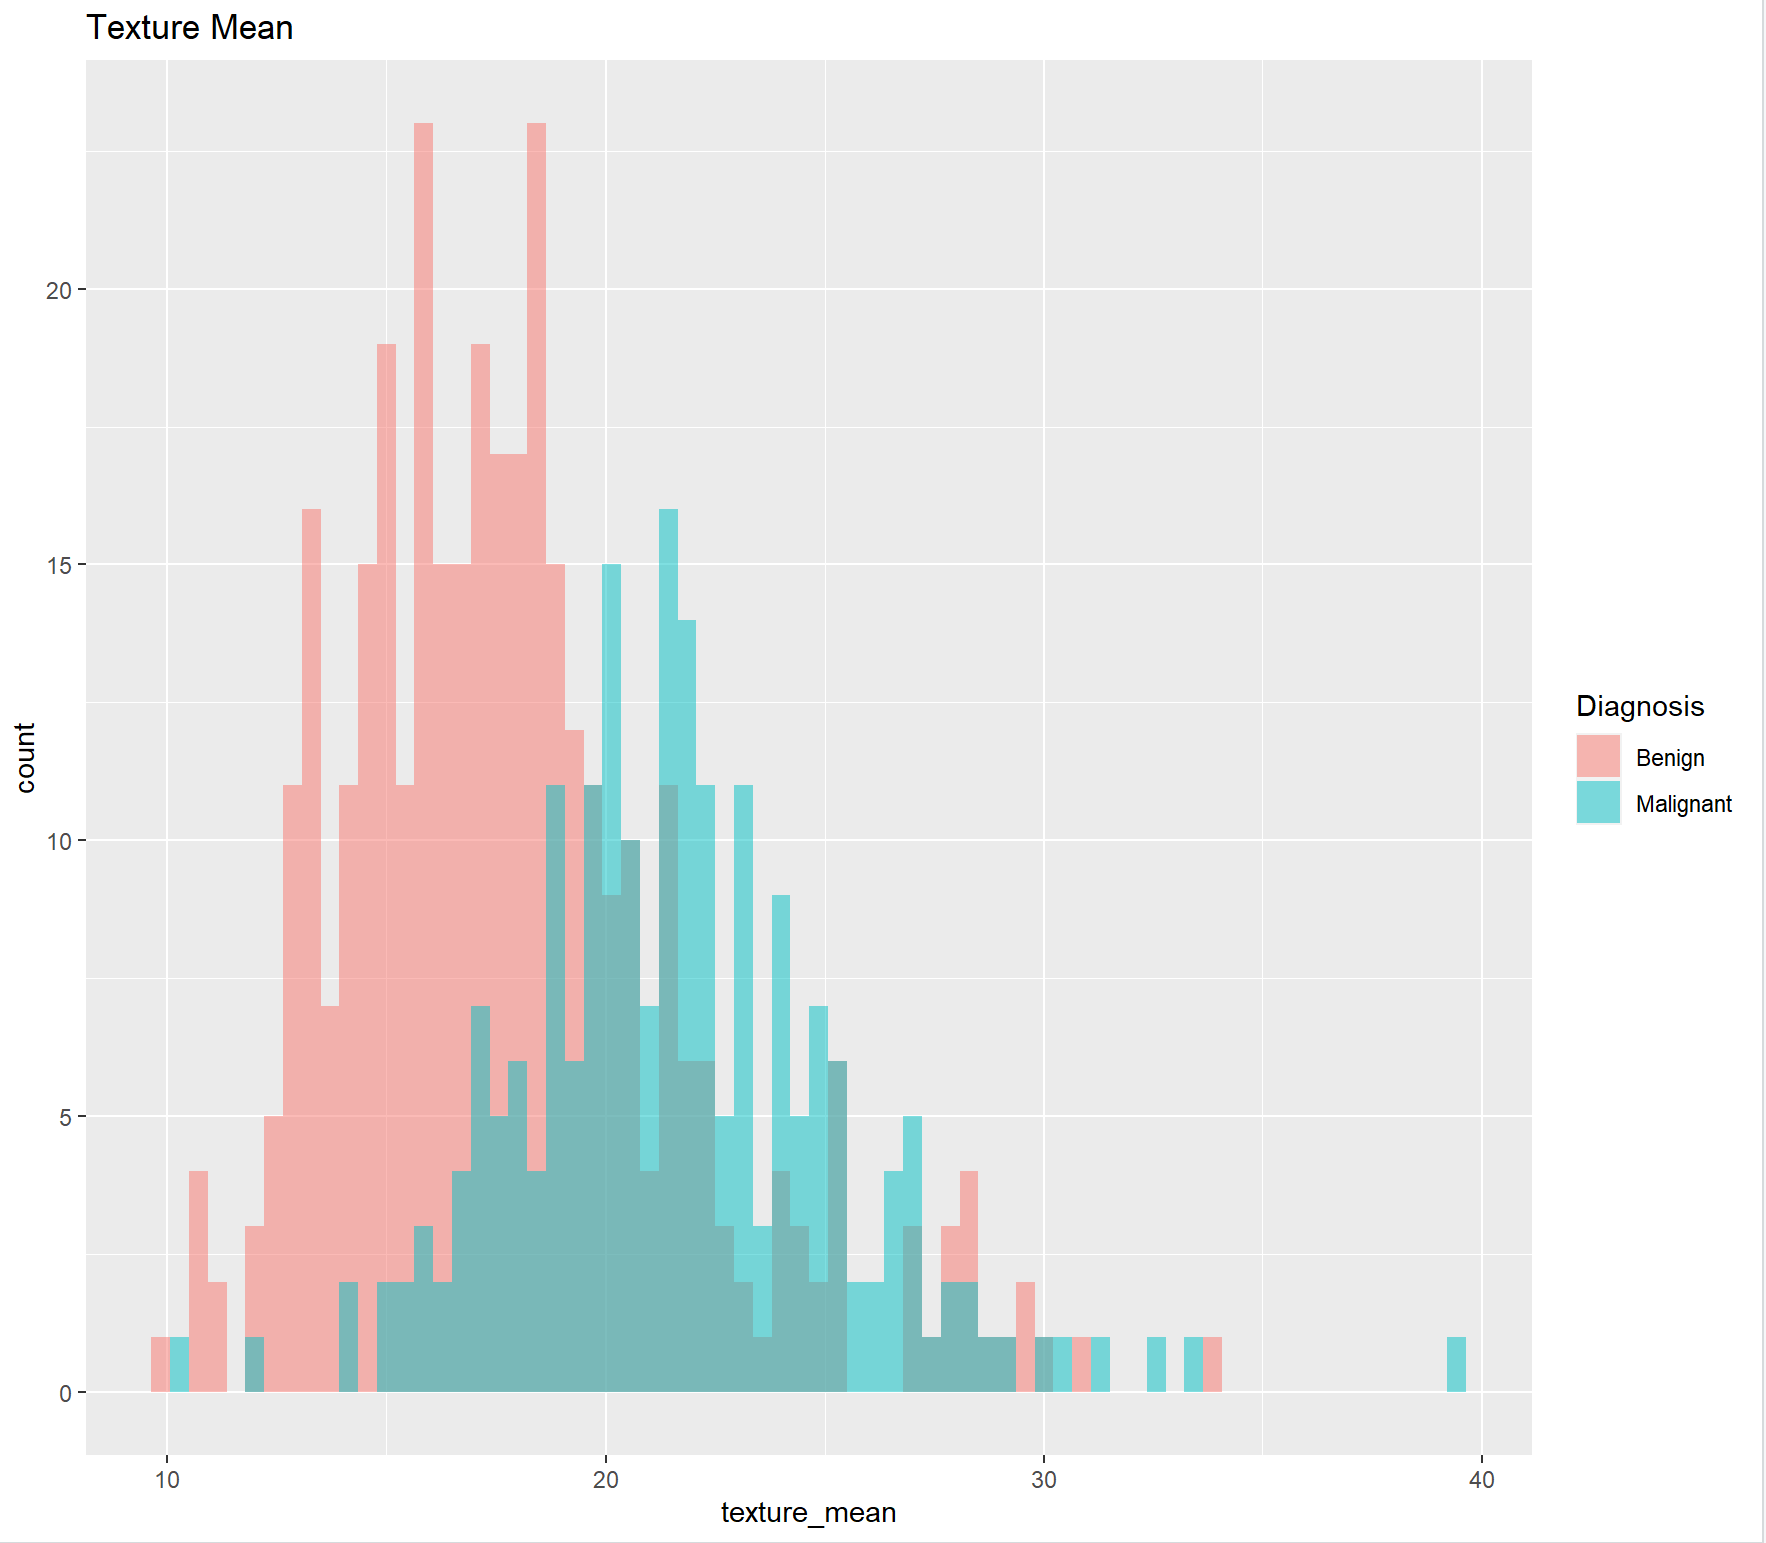 Texture Mean
count
20
15
10
5
0
10 20 30 40
texture_mean
Diagnosis
Benign
Malignant